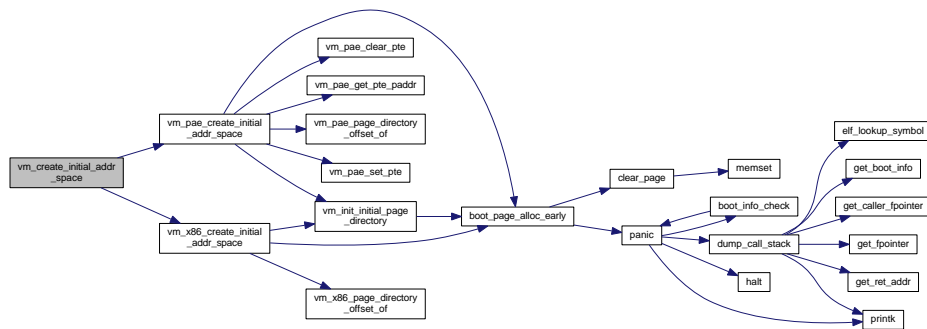 vm_create_initial_addr
_space
vm_pae_create_initial
_addr_space
vm_x86_create_initial
_addr_space
vm_pae_clear_pte
vm_pae_get_pte_paddr
vm_pae_page_directory
_offset_of
vm_pae_set_pte
vm_init_initial_page
_directory
vm_x86_page_directory
_offset_of
boot_page_alloc_early
clear_page
panic
memset
boot_info_check
dump_call_stack
halt
elf_lookup_symbol
get_boot_info
get_caller_fpointer
get_fpointer
get_ret_addr
printk